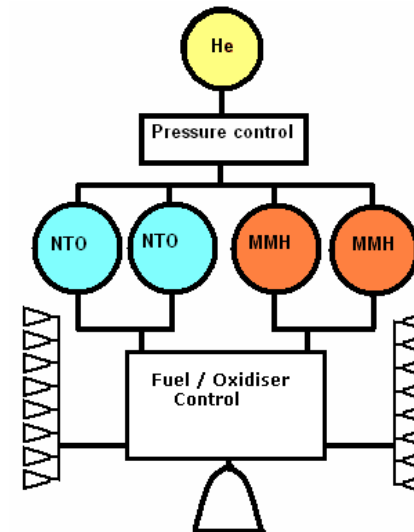 He
Pressure control
NTO
NTO
MMH
MMH
Fuel / Oxidiser
Control